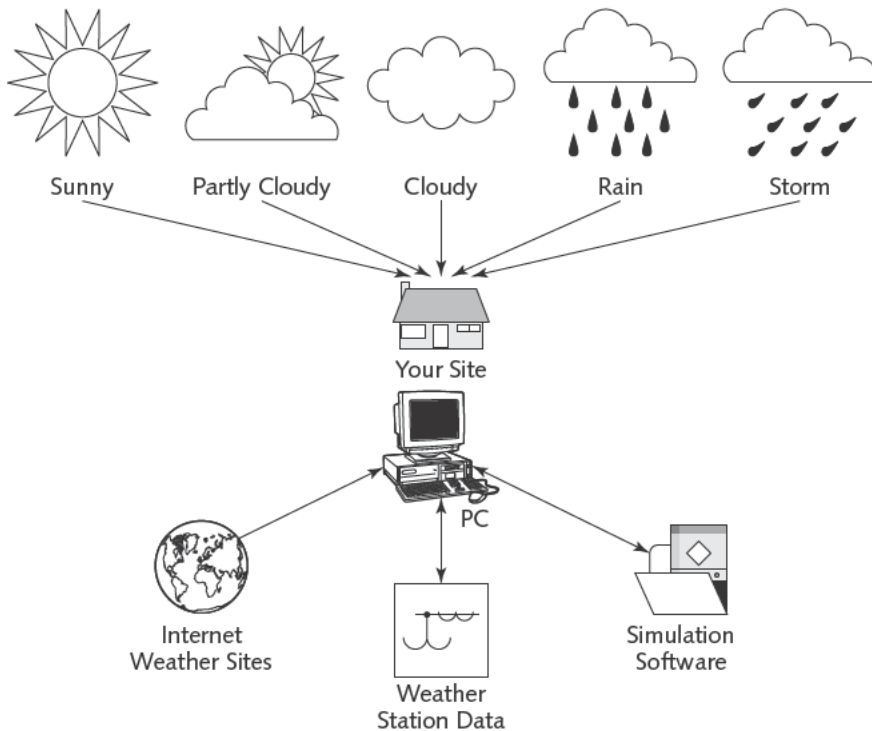 Sunny
Partly Cloudy
Cloudy
Rain
Storm
Your Site
PC
Internet
Weather Sites
Weather
Station Data
Simulation
Software